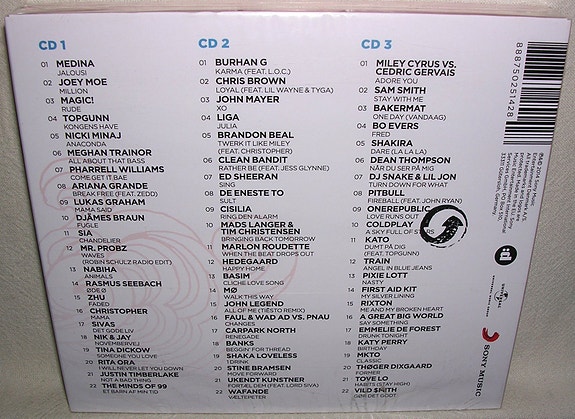 CD 1
01 MEDINA
JALOUSI
02 JOEY MOE
MILLION
03 MAGIC!
RUDE
04 TOPGUNN
KONGENS HAVE
05 NICKI MINAJ
ANACONDA
06 MEGHAN TRAINOR
ALL ABOUT THAT BASS
07 PHARRELL WILLIAMS
COME GET IT BAE
08 ARIANA GRANDE
BREAK FREE (FEAT. ZEDD)
09 LUKAS GRAHAM
MAMA SAID
10 DJÄMES BRAUN
FUGLE
11 SIA
CHANDELIER
12 MR. PROBZ
WAVES
(ROBIN SCHULZ RADIO EDIT)
13 NABIHA
ANIMALS
14 RASMUS SEEBACH
ØDE Ø
15 ZHU
FADED
16 CHRISTOPHER
MAMA
17 SIVAS
DET GODE LIV
18 NIK & JAY
NOVEMBERVEJ
19 TINA DICKOW
SOMEONE YOU LOVE
20 RITA ORA
I WILL NEVER LET YOU DOWN
21 JUSTIN TIMBERLAKE
NOT A BAD THING
22 THE MINDS OF 99
ET BARN AF MIN TID
CD 2
01 BURHAN G
KARMA (FEAT. L.O.C.)
02 CHRIS BROWN
LOYAL (FEAT. LIL WAYNE & TYGA)
03 JOHN MAYER
XO
04 LIGA
JULIA
05 BRANDON BEAL
TWERK IT LIKE MILEY
(FEAT. CHRISTOPHER)
06 CLEAN BANDIT
RATHER BE (FEAT. JESS GLYNNE)
07 ED SHEERAN
SING
08 DE ENESTE TO
SULT
09 CISILIA
RING DEN ALARM
10 MADS LANGER &
TIM CHRISTENSEN
BRINGING BACK TOMORROW
11 MARLON ROUDETTE
WHEN THE BEAT DROPS OUT
12 HEDEGAARD
HAPPY HOME
13 BASIM
CLICHE LOVE SONG
14 MØ
WALK THIS WAY
15 JOHN LEGEND
ALL OF ME (TIËSTO REMIX)
16 FAUL & WAD AD VS. PNAU
CHANGES
17 CARPARK NORTH
RENEGADE
18 BANKS
BEGGIN' FOR THREAD
19 SHAKA LOVELESS
1 DRINK
20 STINE BRAMSEN
MOVE FORWARD
21 UKENDT KUNSTNER
FORTÆL DEM (FEAT. LORD SIVA)
22 WAFANDE
VÆLTEPETER
CD 3
01 MILEY CYRUS VS.
CEDRIC GERVAIS
ADORE YOU
02 SAM SMITH
STAY WITH ME
03 BAKERMAT
ONE DAY (VANDAAG)
04 BO EVERS
FRED
05 SHAKIRA
DARE (LA LA LA)
06 DEAN THOMPSON
NÅR DU SER PÅ MIG
07 DJ SNAKE & LIL JON
TURN DOWN FOR WHAT
08 PITBULL
FIREBALL (FEAT. JOHN RYAN)
09 ONEREPUBLIC
LOVE RUNS OUT
10 COLDPLAY
A SKY FULL OF STARS
11 KATO
DUMT PÅ DIG
(FEAT. TOPGUNN)
12 TRAIN
ANGEL IN BLUE JEANS
13 PIXIE LOTT
NASTY
14 FIRST AID KIT
MY SILVER LINING
15 RIXTON
ME AND MY BROKEN HEART
16 A GREAT BIG WORLD
SAY SOMETHING
17 EMMELIE DE FOREST
DRUNK TONIGHT
18 KATY PERRY
BIRTHDAY
19 MKTO
CLASSIC
20 THØGER DIXGAARD
FORMER
21 TOVE LO
HABITS (STAY HIGH)
22 VILD $MITH
GØR DET GODT
888750251428
SONY MUSIC